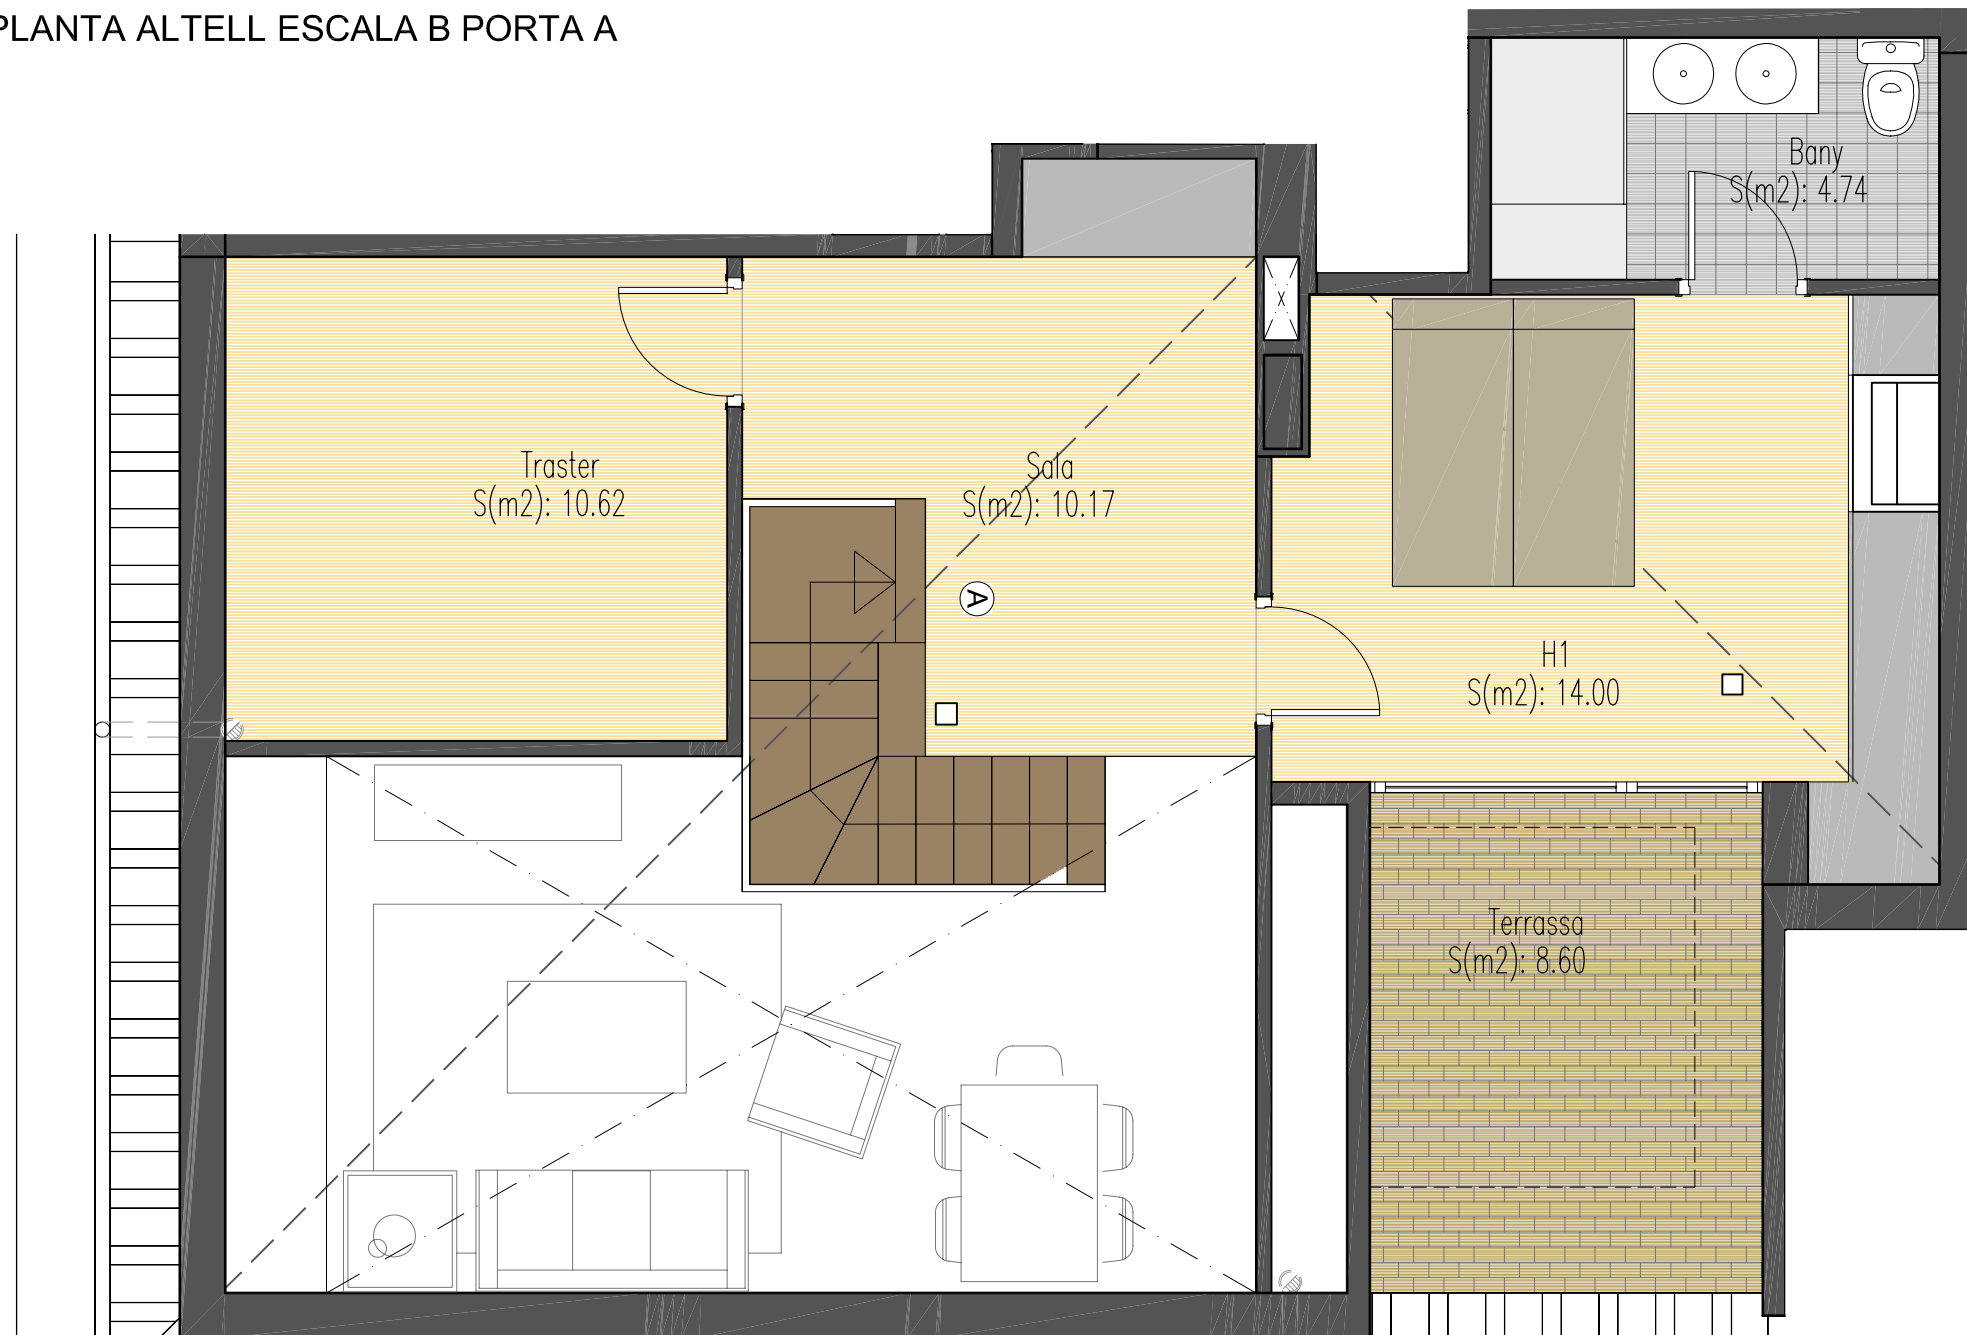 PLANTA ALTELL ESCALA B PORTA A
Bany
S(m2): 4.74
Traster
S(m2): 10.62
Sala
S(m2): 10.17
A
H1
S(m2): 14.00
Terrassa
S(m2): 8.60